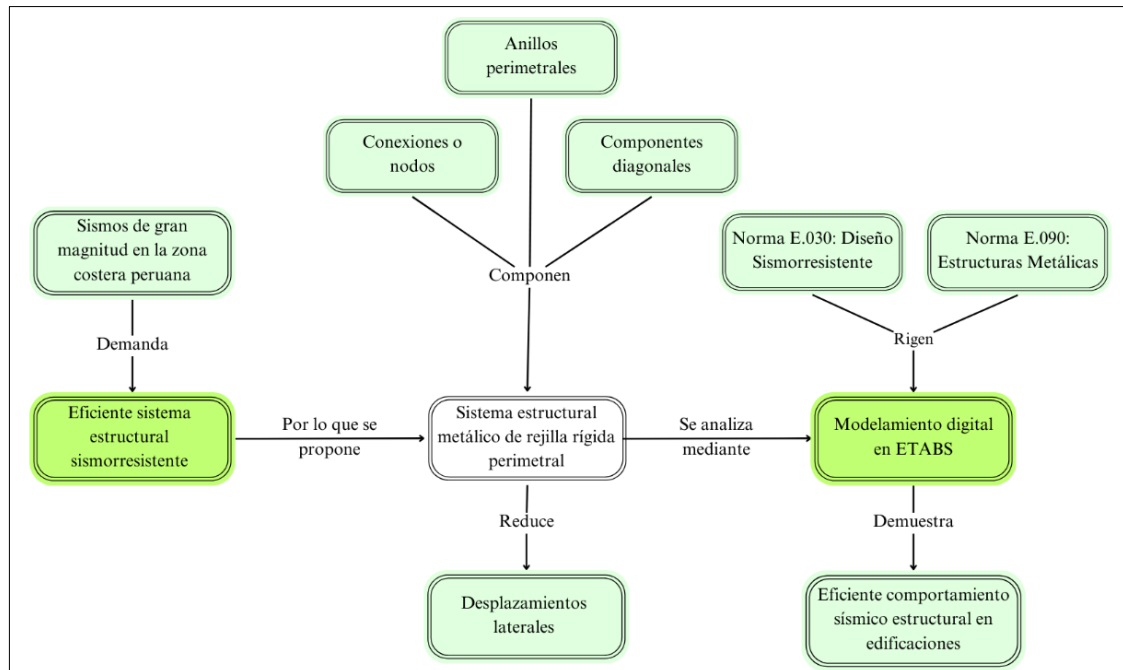 Anillos
perimetrales
Conexiones o
nodos
Componentes
diagonales
Sismos de gran
magnitud en la zona
costera peruana
Norma E.030: Diseño
Sismorresistente
Norma E.090:
Estructuras Metálicas
Componen
Demanda
Rigen
Eficiente sistema
estructural
sismorresistente
Por lo que se
propone
Sistema estructural
metálico de rejilla rígida
perimetral
Se analiza
mediante
Modelamiento digital
en ETABS
Reduce
Demuestra
Desplazamientos
laterales
Eficiente comportamiento
sísmico estructural en
edificaciones